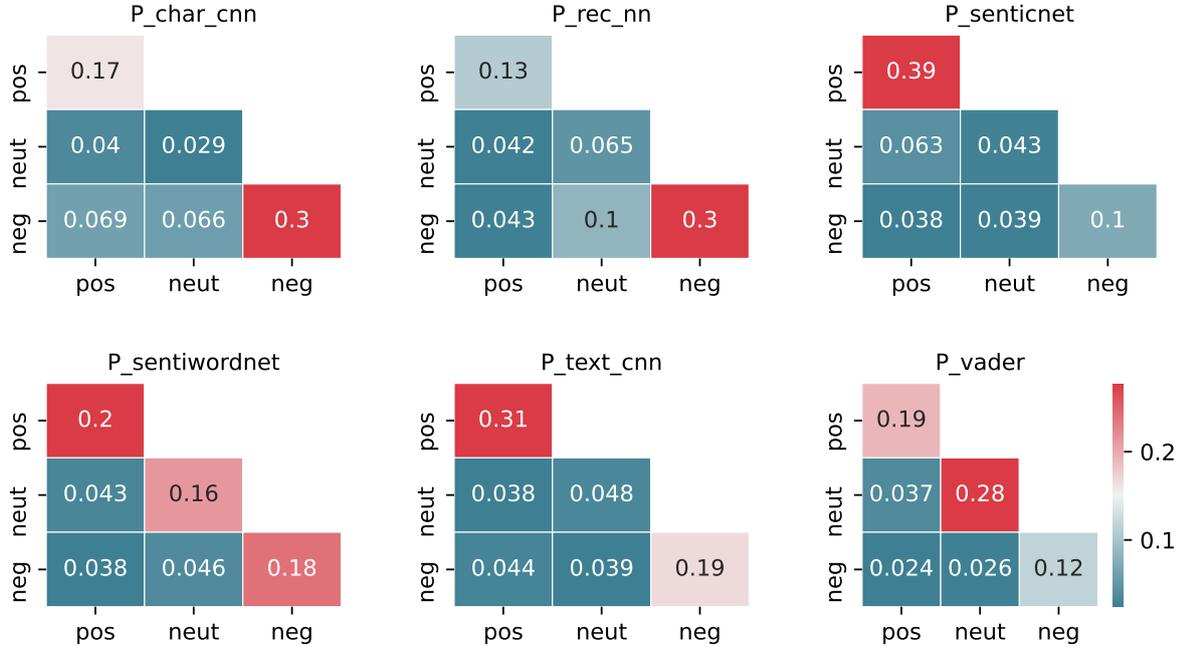 P_char_cnn P_rec_nn P_senticnet
pos 0.17 pos 0.13 pos 0.39
neut 0.04 0.029 neut 0.042 0.065 neut 0.063 0.043
neg 0.069 0.066 0.3 neg 0.043 0.1 0.3 neg 0.038 0.039 0.1
pos neut neg pos neut neg pos neut neg
P_sentiwordnet P_text_cnn P_vader
pos 0.2 pos 0.31 pos 0.19 0.2
neut 0.043 0.16 neut 0.038 0.048 neut 0.037 0.28
neg 0.038 0.046 0.18 neg 0.044 0.039 0.19 neg 0.024 0.026 0.12 0.1
pos neut neg pos neut neg pos neut neg